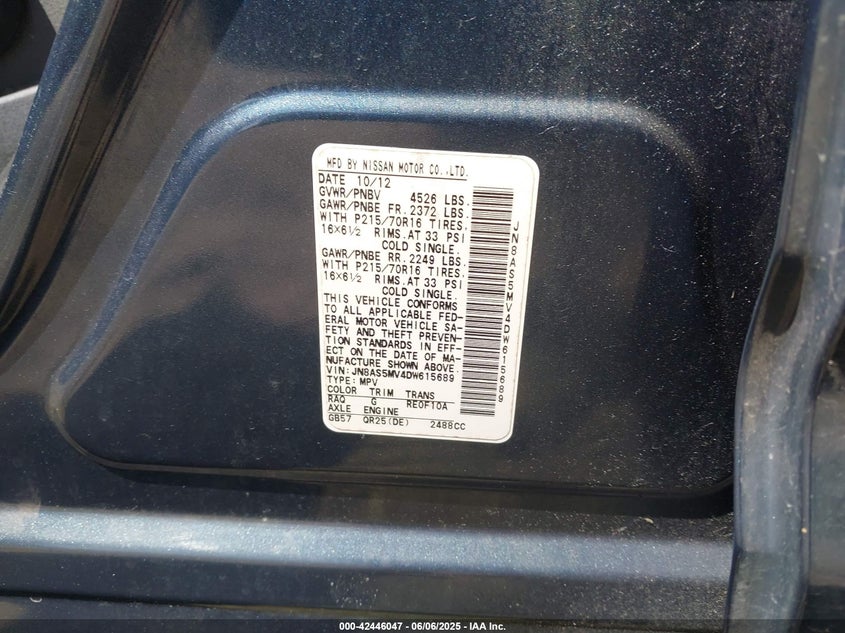 MFD BY NISSAN MOTOR CO.,LTD.
DATE 10/12
GVWR/PNBV 4526 LBS.
GAWR/PNBE FR. 2372 LBS.
WITH P215/70R16 TIRES.
16×6½ RIMS. AT 33 PSI
COLD SINGLE.
GAWR/PNBE RR. 2249 LBS.
WITH P215/70R16 TIRES.
16×6½ RIMS. AT 33 PSI
COLD SINGLE.
THIS VEHICLE CONFORMS
TO ALL APPLICABLE FED-
ERAL MOTOR VEHICLE SA-
FETY AND THEFT PREVEN-
TION STANDARDS IN EFF-
ECT ON THE DATE OF MA-
NUFACTURE SHOWN ABOVE.
VIN: JN8AS5MV4DW615689
TYPE: MPV
COLOR TRIM TRANS
RAQ G RE0F10A
AXLE ENGINE
GB57 QR25(DE) 2488CC
JN8AS5MV4DW615689
000-42446047 - 06/06/2025 - IAA Inc.